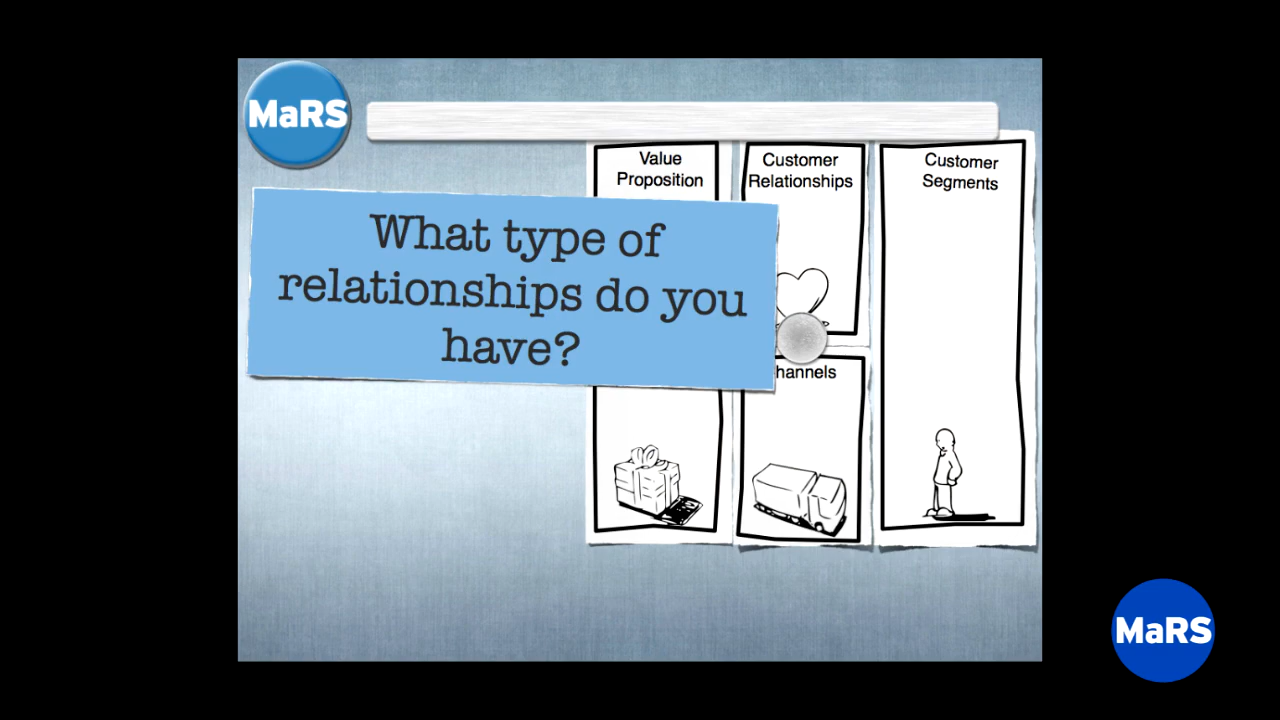 MaRS
Value
Proposition
Customer
Relationships
Customer
Segments
What type of
relationships do you
have?
hannels
MaRS